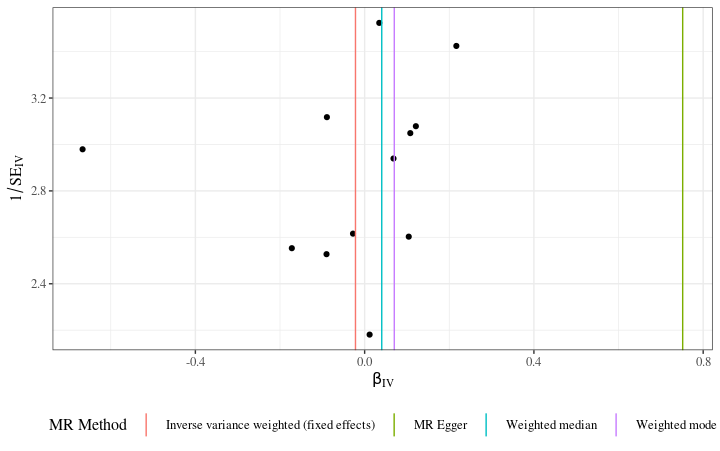 3.2
2.8
2.4
1/SE_IV
-0.4
0.0
0.4
0.8
β_IV
MR Method
Inverse variance weighted (fixed effects)
MR Egger
Weighted median
Weighted mode